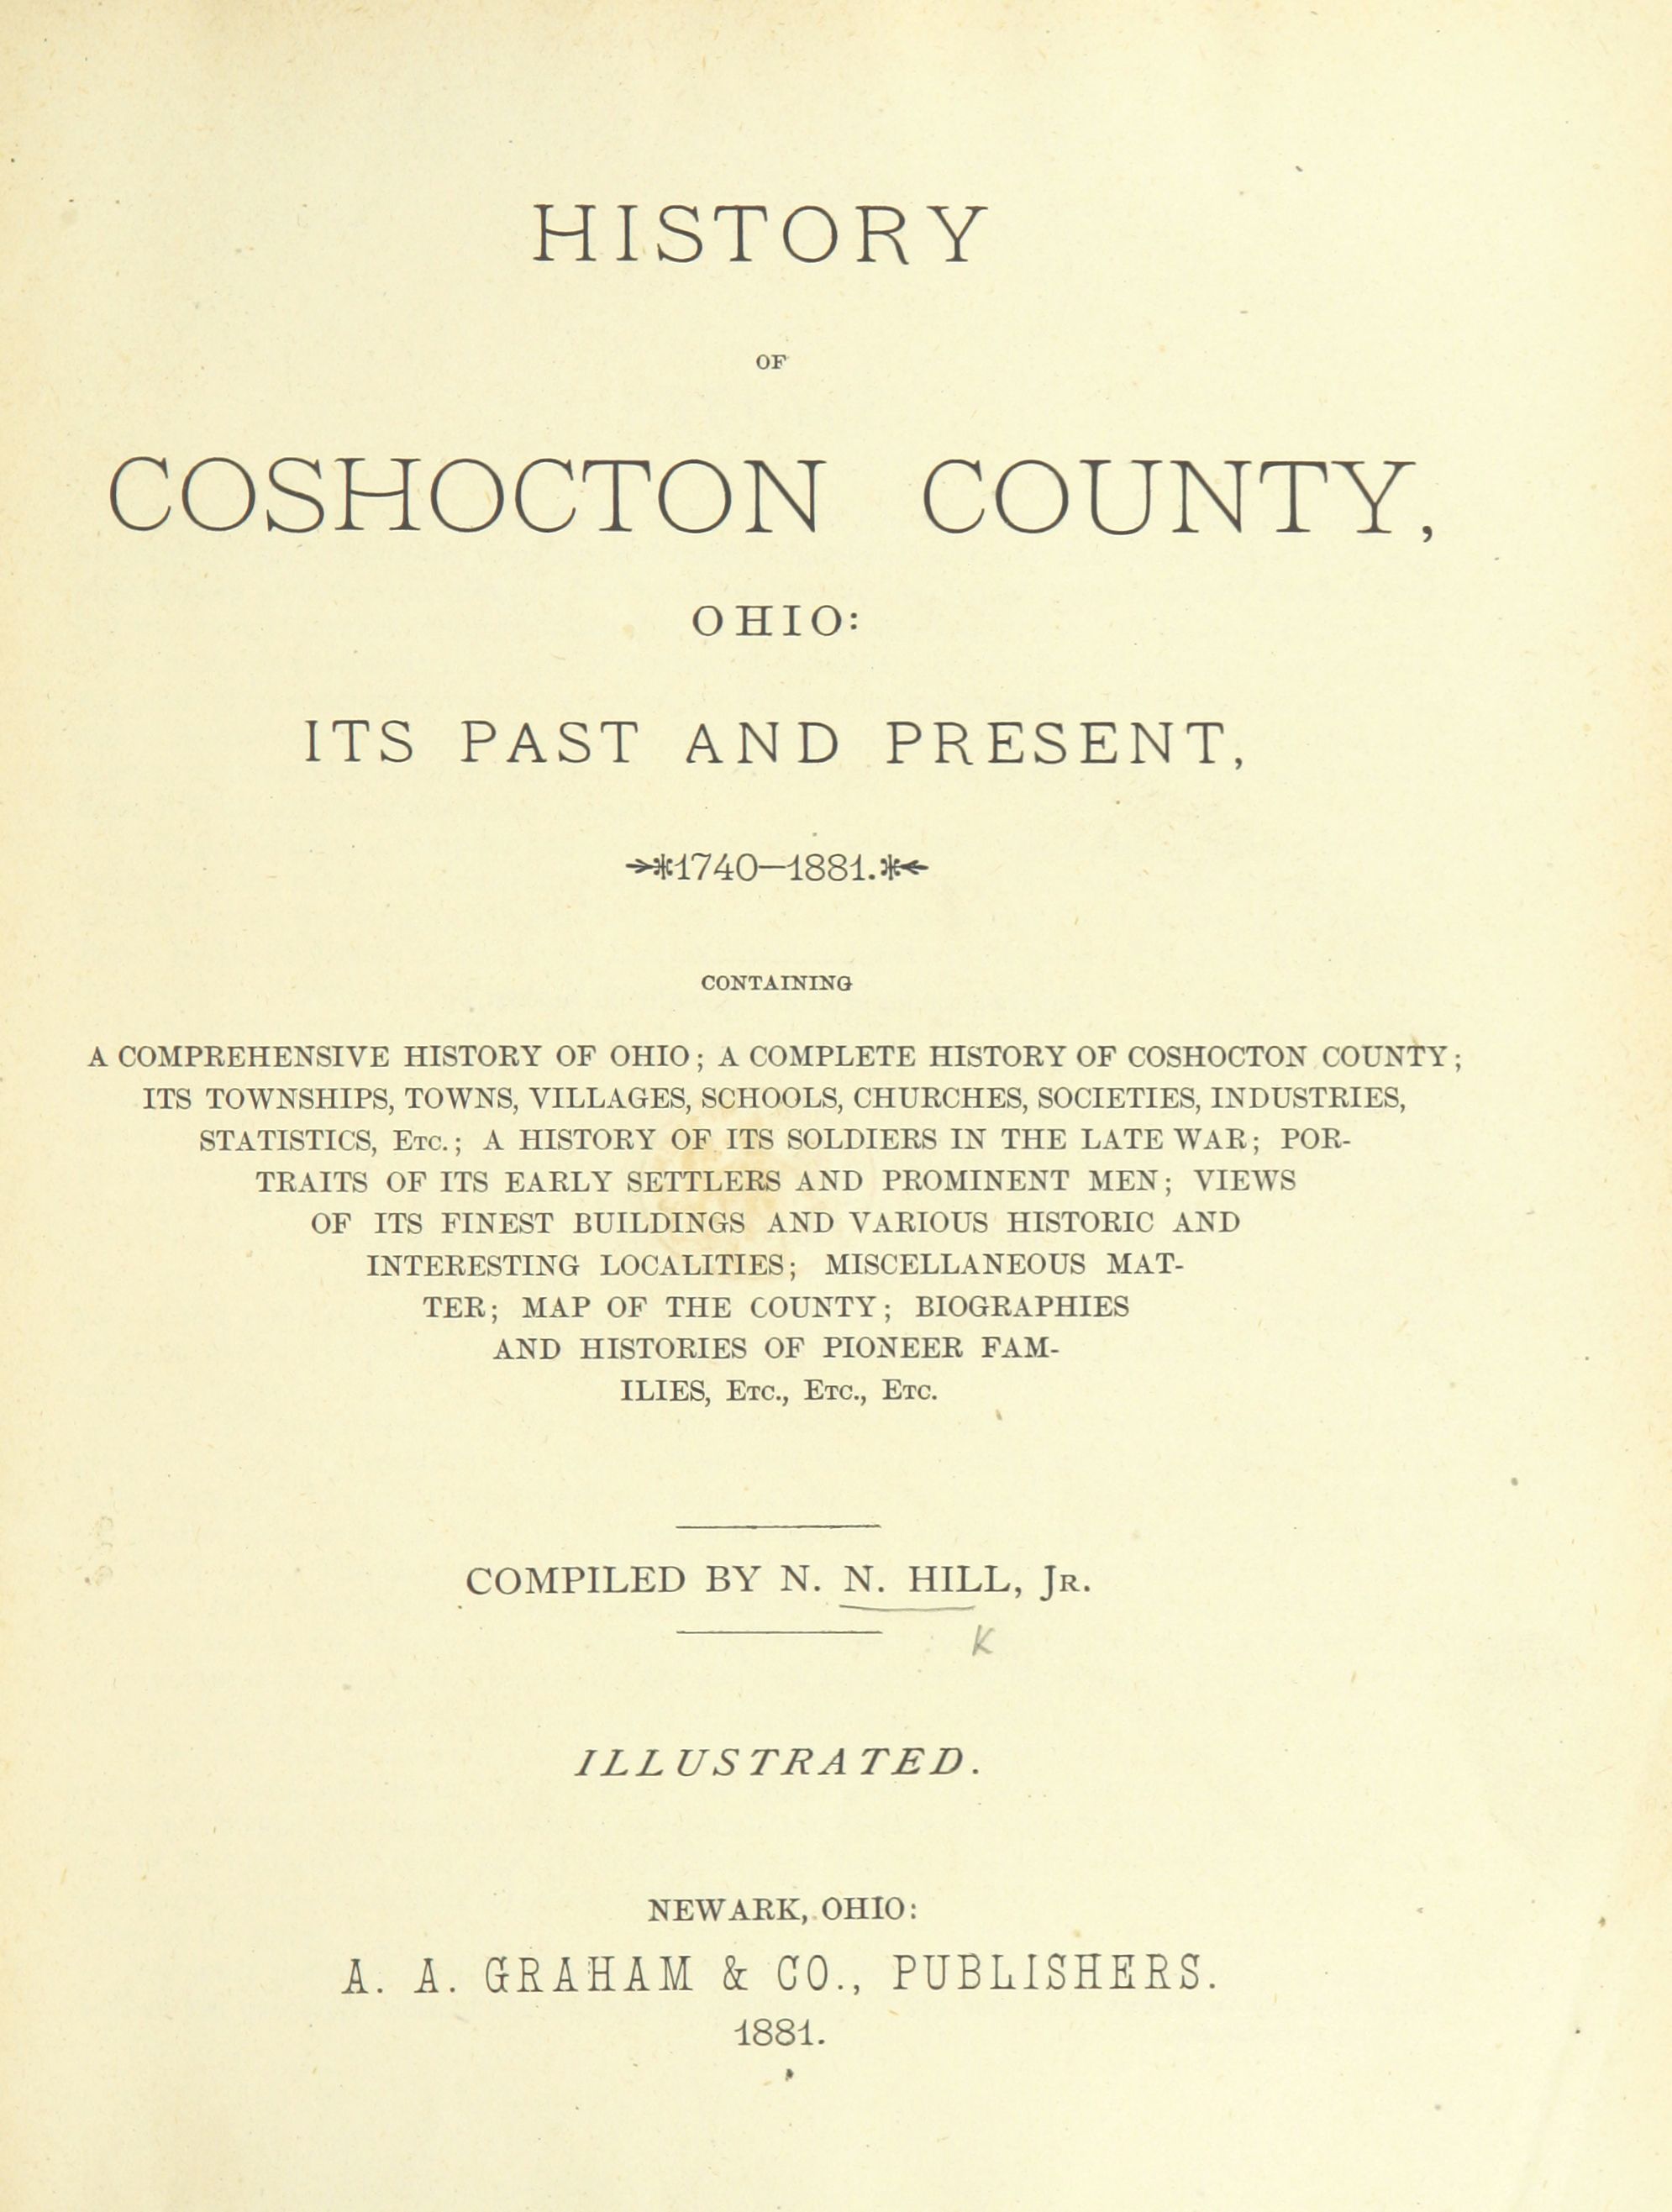 HISTORY
OF
COSHOCTON COUNTY,
OHIO:
ITS PAST AND PRESENT,
1740—1881.
CONTAINING
A COMPREHENSIVE HISTORY OF OHIO; A COMPLETE HISTORY OF COSHOCTON COUNTY;
ITS TOWNSHIPS, TOWNS, VILLAGES, SCHOOLS, CHURCHES, SOCIETIES, INDUSTRIES,
STATISTICS, ETC.; A HISTORY OF ITS SOLDIERS IN THE LATE WAR; POR-
TRAITS OF ITS EARLY SETTLERS AND PROMINENT MEN; VIEWS
OF ITS FINEST BUILDINGS AND VARIOUS HISTORIC AND
INTERESTING LOCALITIES; MISCELLANEOUS MAT-
TER; MAP OF THE COUNTY; BIOGRAPHIES
AND HISTORIES OF PIONEER FAM-
ILIES, ETC., ETC., ETC.
COMPILED BY N. N. HILL, JR.
K
ILLUSTRATED.
NEWARK, OHIO:
A. A. GRAHAM & CO., PUBLISHERS.
1881.